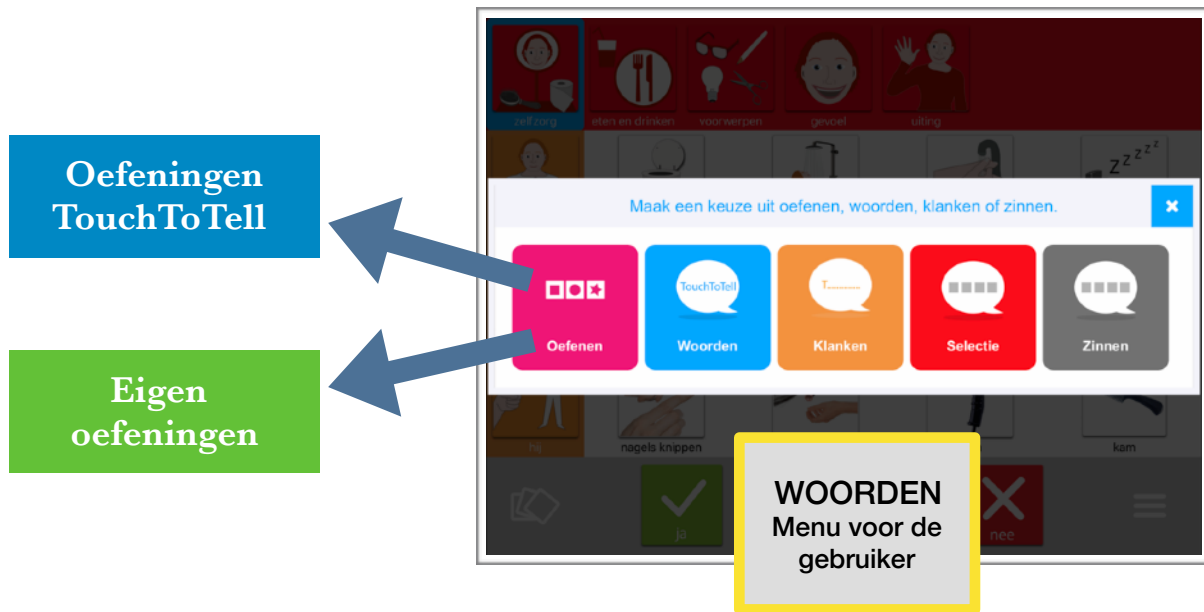 zelfzorg
eten en drinken
voorwerpen
gevoel
uiting
z z z z z z
Oefeningen
TouchToTell
Maak een keuze uit oefenen, woorden, klanken of zinnen.
TouchToTell
T
Oefenen
Woorden
Klanken
Selectie
Zinnen
Eigen
oefeningen
hij
nagels knippen
kam
WOORDEN
Menu voor de
gebruiker
ja
nee